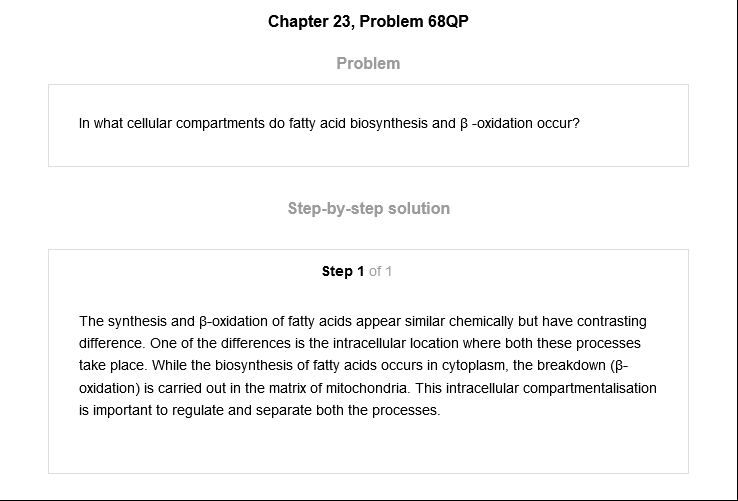 Chapter 23, Problem 68QP
Problem
In what cellular compartments do fatty acid biosynthesis and β -oxidation occur?
Step-by-step solution
Step 1 of 1
The synthesis and β-oxidation of fatty acids appear similar chemically but have contrasting
difference. One of the differences is the intracellular location where both these processes
take place. While the biosynthesis of fatty acids occurs in cytoplasm, the breakdown (β-
oxidation) is carried out in the matrix of mitochondria. This intracellular compartmentalisation
is important to regulate and separate both the processes.